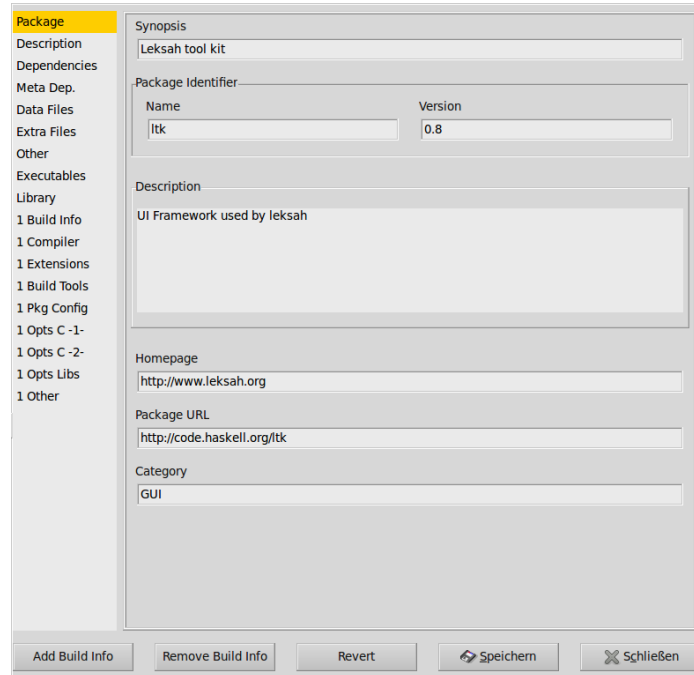 Package
Description
Dependencies
Meta Dep.
Data Files
Extra Files
Other
Executables
Library
1 Build Info
1 Compiler
1 Extensions
1 Build Tools
1 Pkg Config
1 Opts C -1-
1 Opts C -2-
1 Opts Libs
1 Other
Synopsis
Leksah tool kit
Package Identifier
Name
Version
ltk
0.8
Description
UI Framework used by leksah
Homepage
http://www.leksah.org
Package URL
http://code.haskell.org/ltk
Category
GUI
Add Build Info
Remove Build Info
Revert
Speichern
Schließen